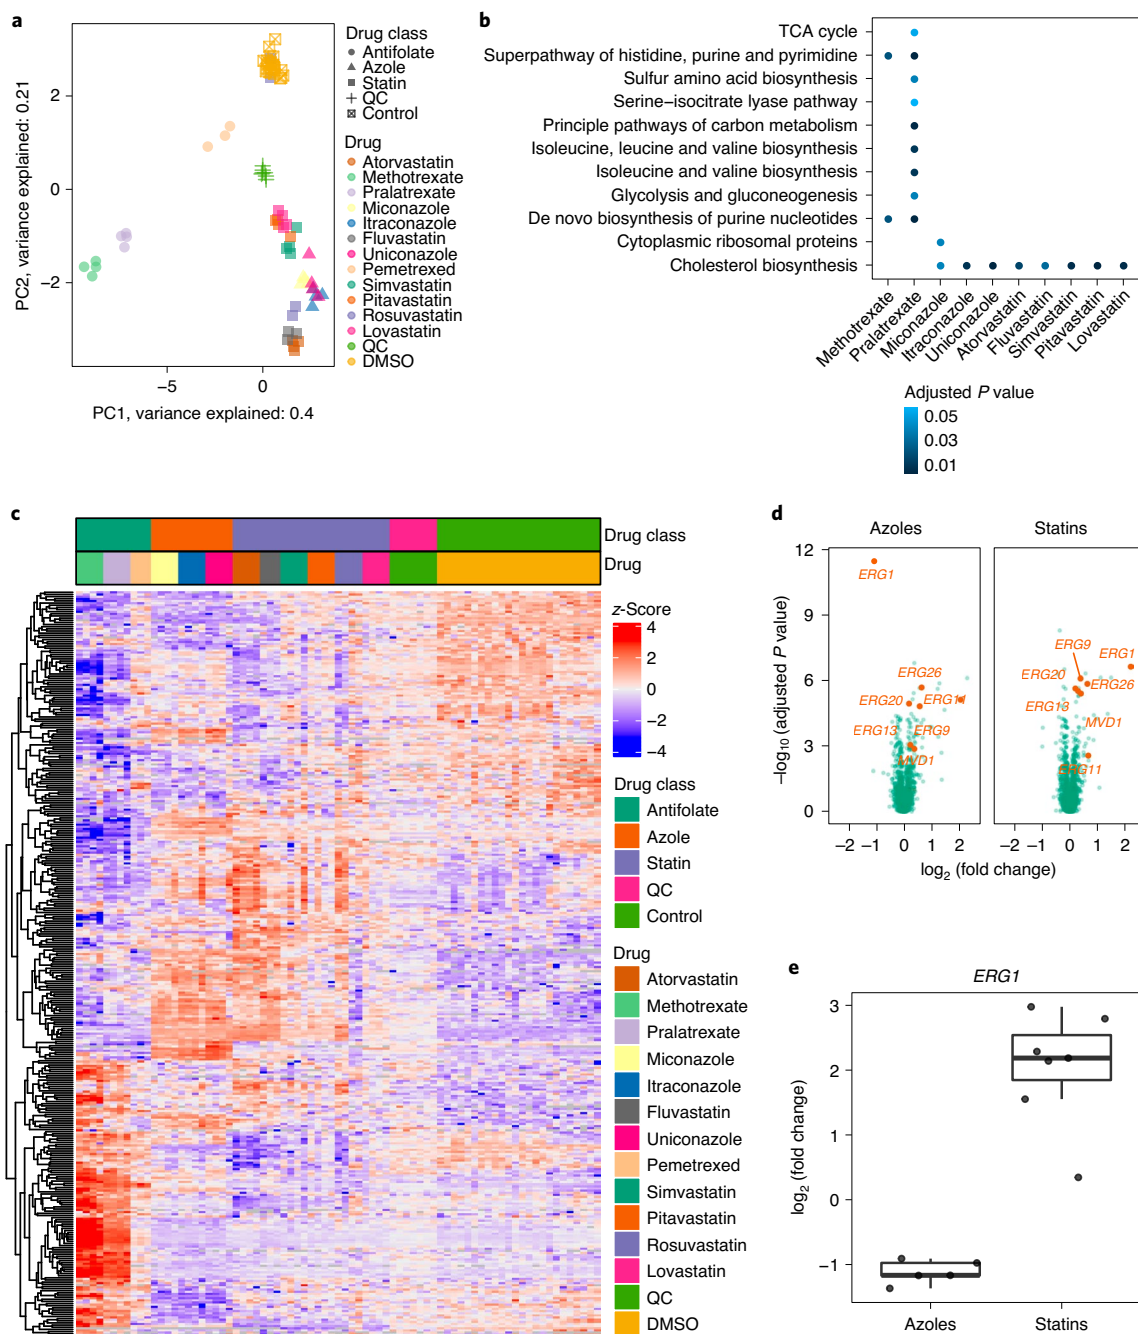 a
Drug class
Antifolate
Azole
Statin
QC
Control
Drug
Atorvastatin
Methotrexate
Pralatrexate
Miconazole
Itraconazole
Fluvastatin
Uniconazole
Pemetrexed
Simvastatin
Pitavastatin
Rosuvastatin
Lovastatin
QC
DMSO
PC2, variance explained: 0.21
2
0
−2
−5
0
PC1, variance explained: 0.4
b
TCA cycle
Superpathway of histidine, purine and pyrimidine
Sulfur amino acid biosynthesis
Serine−isocitrate lyase pathway
Principle pathways of carbon metabolism
Isoleucine, leucine and valine biosynthesis
Isoleucine and valine biosynthesis
Glycolysis and gluconeogenesis
De novo biosynthesis of purine nucleotides
Cytoplasmic ribosomal proteins
Cholesterol biosynthesis
Methotrexate
Pralatrexate
Miconazole
Itraconazole
Uniconazole
Atorvastatin
Fluvastatin
Simvastatin
Pitavastatin
Lovastatin
Adjusted P value
0.05
0.03
0.01
c
Drug class
Drug
z-Score
4
2
0
−2
−4
Drug class
Antifolate
Azole
Statin
QC
Control
Drug
Atorvastatin
Methotrexate
Pralatrexate
Miconazole
Itraconazole
Fluvastatin
Uniconazole
Pemetrexed
Simvastatin
Pitavastatin
Rosuvastatin
Lovastatin
QC
DMSO
d
Azoles
Statins
−log10 (adjusted P value)
12
9
6
3
0
ERG1
ERG26
ERG20
ERG11
ERG13
ERG9
MVD1
ERG9
ERG1
ERG20
ERG26
ERG13
MVD1
ERG11
−2 −1 0 1 2
−2 −1 0 1 2
log2 (fold change)
e
ERG1
log2 (fold change)
3
2
1
0
−1
Azoles
Statins